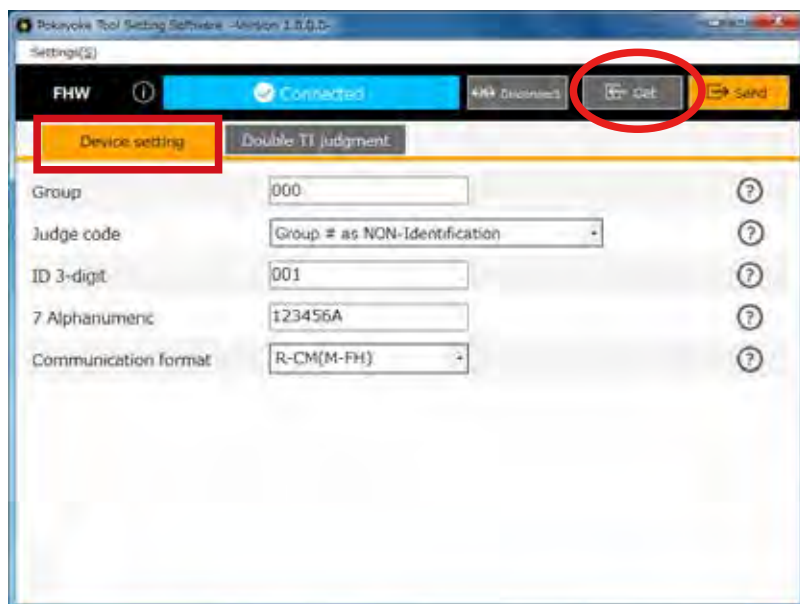 Pokayoke Tool Setting Software -Version 1.0.0.0-
Settings(S)
FHW
Connected
Disconnect
Get
Send
Device setting
Double TI judgment
Group
000
Judge code
Group # as NON-Identification
ID 3-digit
001
7 Alphanumeric
123456A
Communication format
R-CM(M-FH)